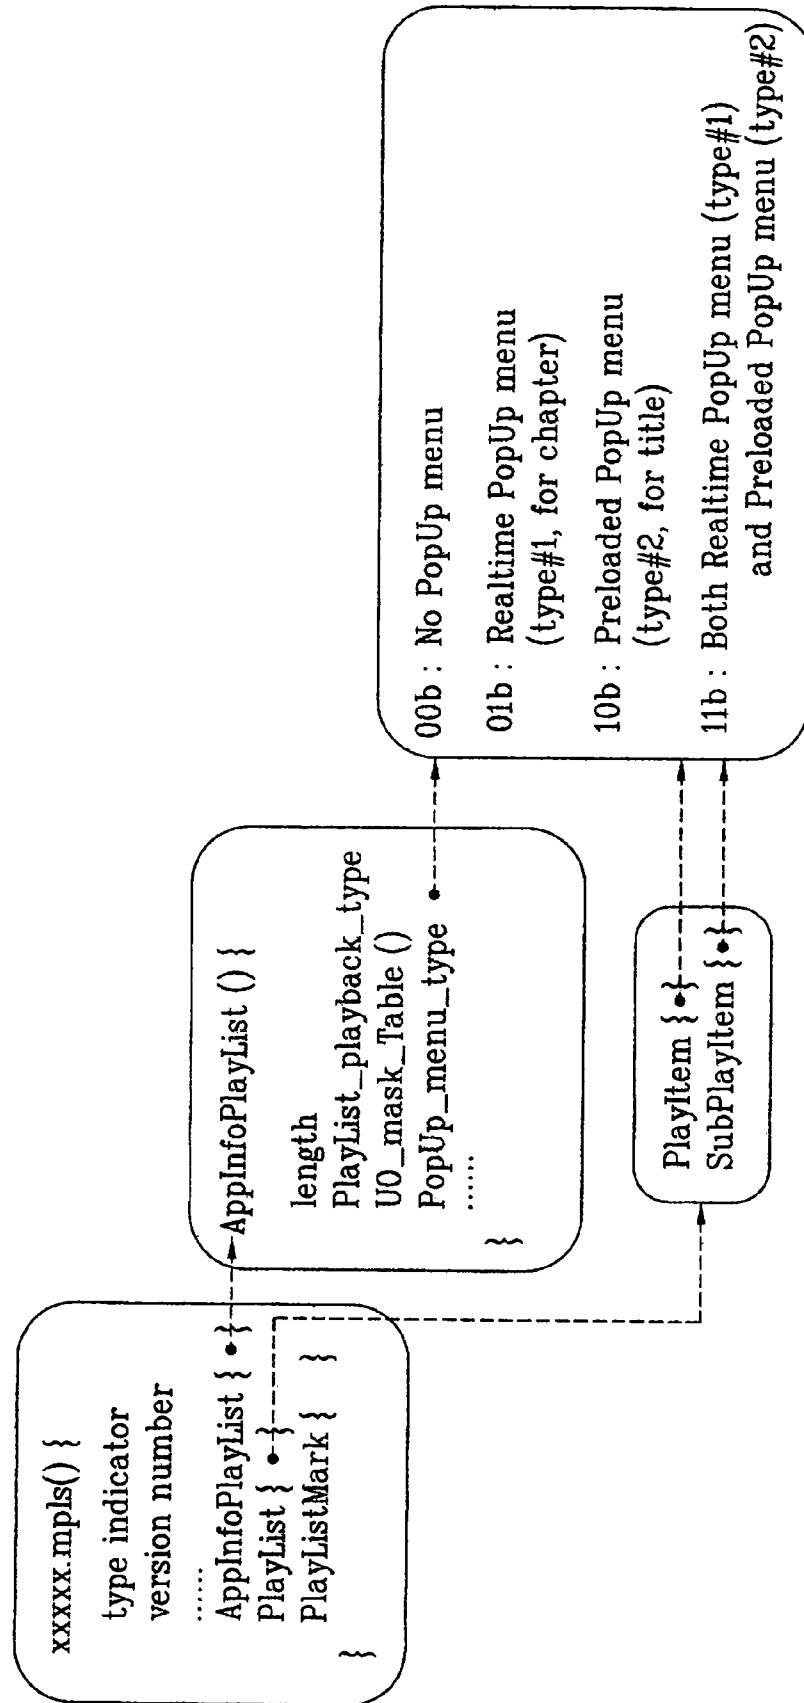 xxxxx.mpls() {
type indicator
version number
......
AppInfoPlayList { }
PlayList { }
PlayListMark { }
}
AppInfoPlayList () {
length
PlayList_playback_type
UO_mask_Table ()
PopUp_menu_type
......
}
PlayItem { }
SubPlayItem { }
00b : No PopUp menu
01b : Realtime PopUp menu
(type#1, for chapter)
10b : Preloaded PopUp menu
(type#2, for title)
11b : Both Realtime PopUp menu (type#1)
and Preloaded PopUp menu (type#2)